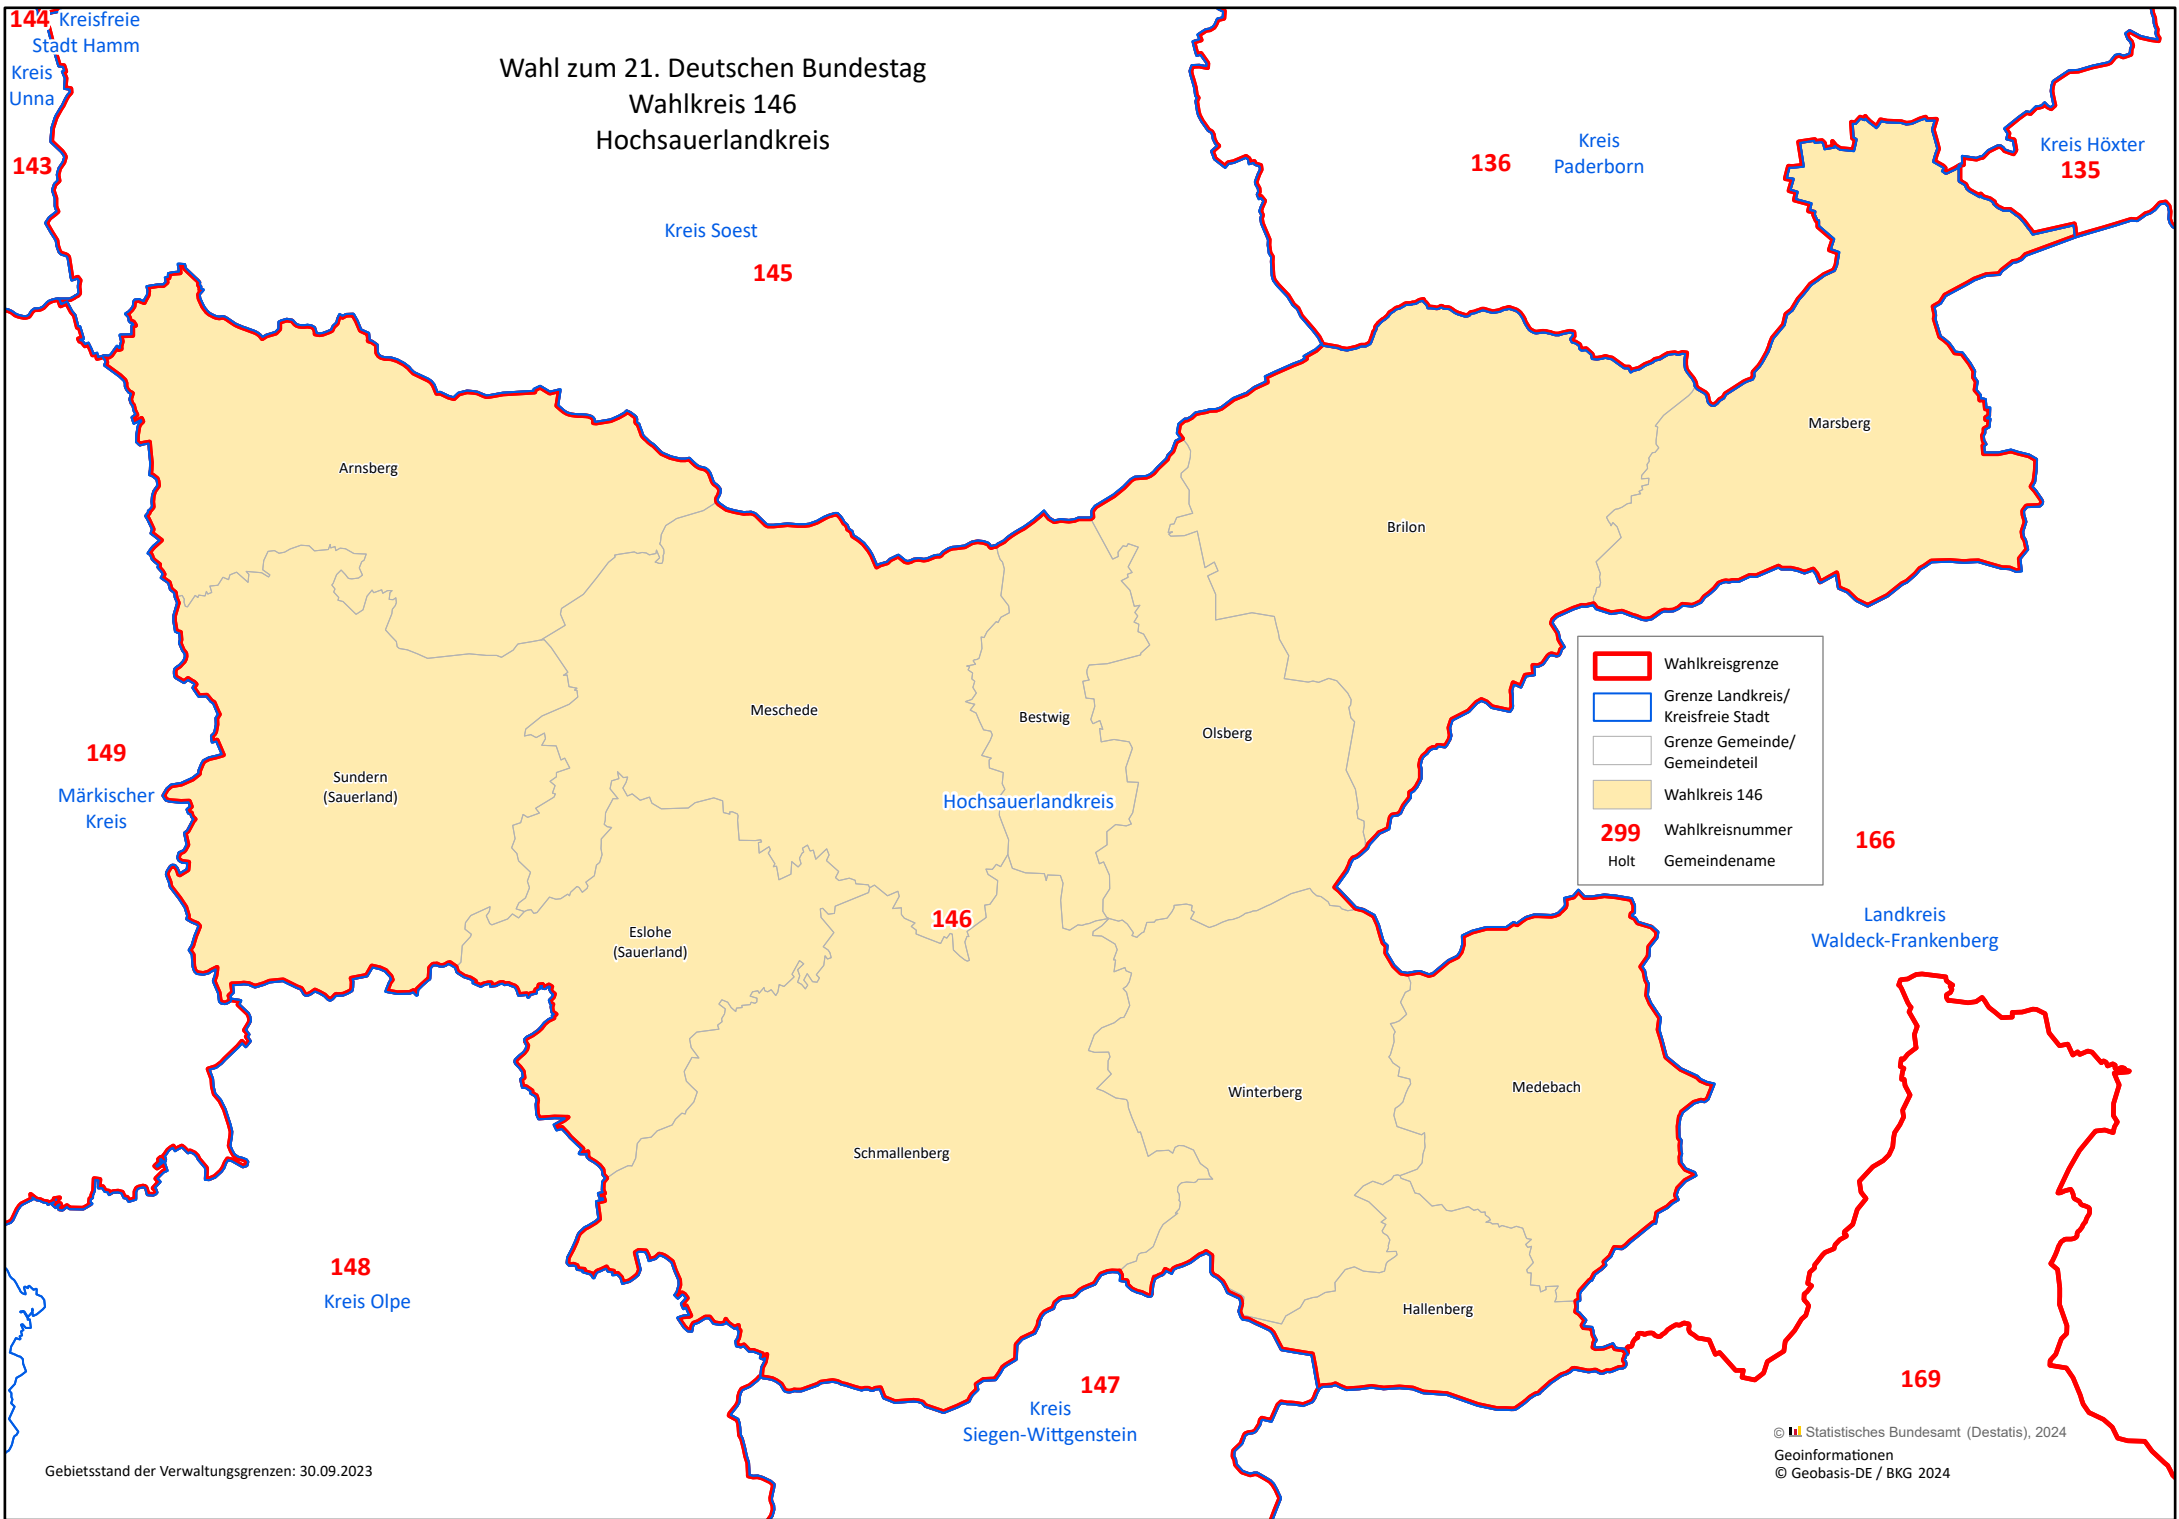 144 Kreisfreie
Stadt Hamm
Kreis
Unna
143
Wahl zum 21. Deutschen Bundestag
Wahlkreis 146
Hochsauerlandkreis
Kreis Soest
145
136
Kreis
Paderborn
Kreis Höxter
135
Arnsberg
Marsberg
Brilon
Meschede
Bestwig
Olsberg
Sundern
(Sauerland)
149
Märkischer
Kreis
Hochsauerlandkreis
146
Eslohe
(Sauerland)
Wahlkreisgrenze
Grenze Landkreis/
Kreisfreie Stadt
Grenze Gemeinde/
Gemeindeteil
Wahlkreis 146
299 Wahlkreisnummer
Holt Gemeindename
166
Landkreis
Waldeck-Frankenberg
Winterberg
Medebach
Schmallenberg
Hallenberg
148
Kreis Olpe
147
Kreis
Siegen-Wittgenstein
169
Gebietsstand der Verwaltungsgrenzen: 30.09.2023
© Statistisches Bundesamt (Destatis), 2024
Geoinformationen
© Geobasis-DE / BKG 2024